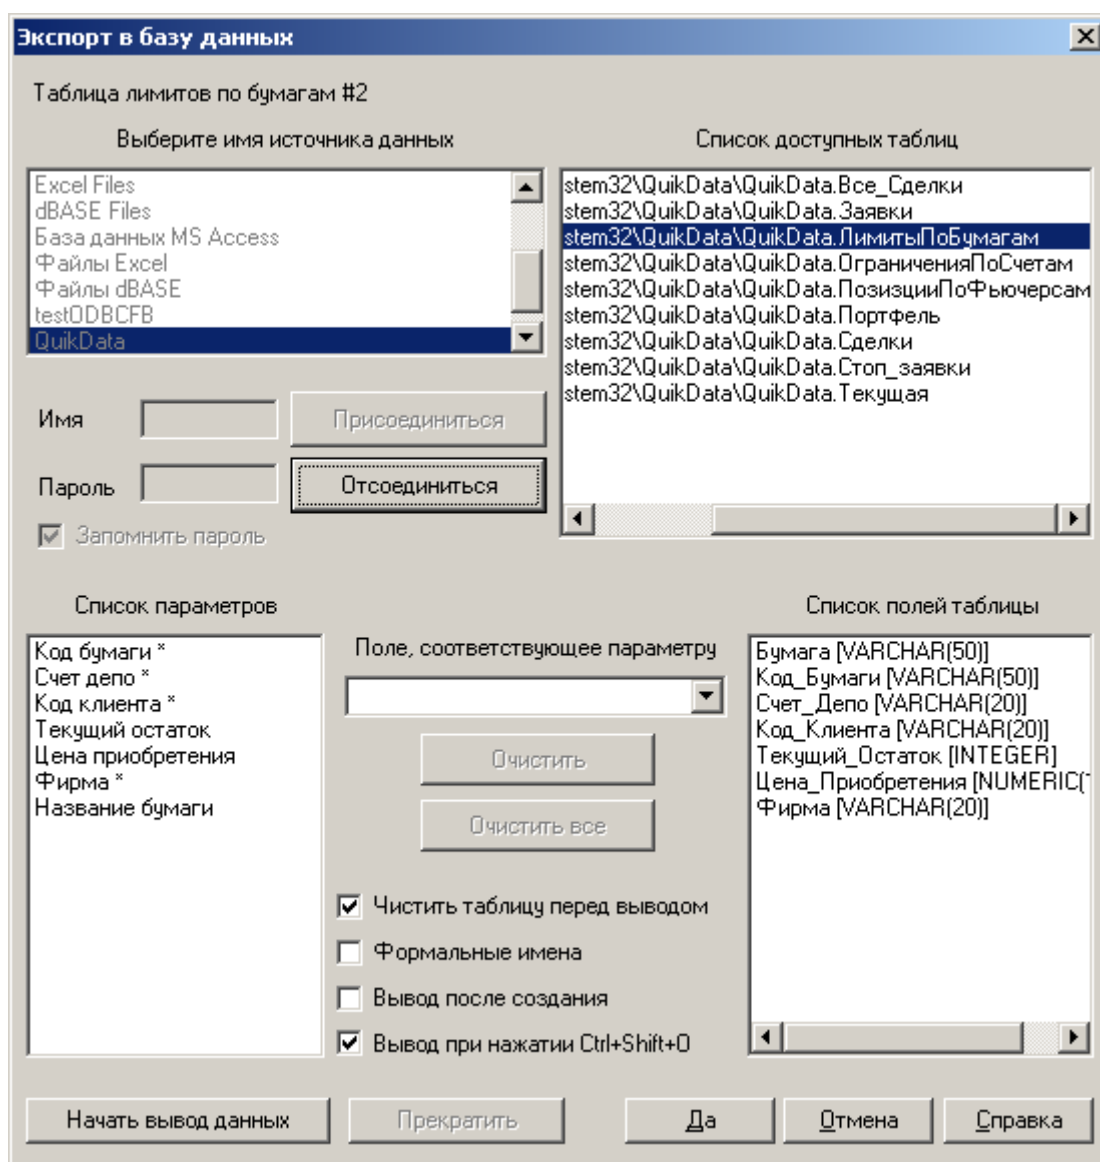 Экспорт в базу данных
Таблица лимитов по бумагам #2
Выберите имя источника данных
Excel Files
dBASE Files
База данных MS Access
Файлы Excel
Файлы dBASE
testODBCFB
QuikData
Список доступных таблиц
stem32\QuikData\QuikData.Все_Сделки
stem32\QuikData\QuikData.Заявки
stem32\QuikData\QuikData.ЛимитыПоБумагам
stem32\QuikData\QuikData.ОграниченияПоСчетам
stem32\QuikData\QuikData.ПозизцииПоФьючерсам
stem32\QuikData\QuikData.Портфель
stem32\QuikData\QuikData.Сделки
stem32\QuikData\QuikData.Стоп_заявки
stem32\QuikData\QuikData.Текущая
Имя
Присоединиться
Пароль
Отсоединиться
Запомнить пароль
Список параметров
Код бумаги *
Счет депо *
Код клиента *
Текущий остаток
Цена приобретения
Фирма *
Название бумаги
Поле, соответствующее параметру
Очистить
Очистить все
Чистить таблицу перед выводом
Формальные имена
Вывод после создания
Вывод при нажатии Ctrl+Shift+O
Список полей таблицы
Бумага [VARCHAR(50)]
Код_Бумаги [VARCHAR(50)]
Счет_Депо [VARCHAR(20)]
Код_Клиента [VARCHAR(20)]
Текущий_Остаток [INTEGER]
Цена_Приобретения [NUMERIC(
Фирма [VARCHAR(20)]
Начать вывод данных
Прекратить
Да
Отмена
Справка